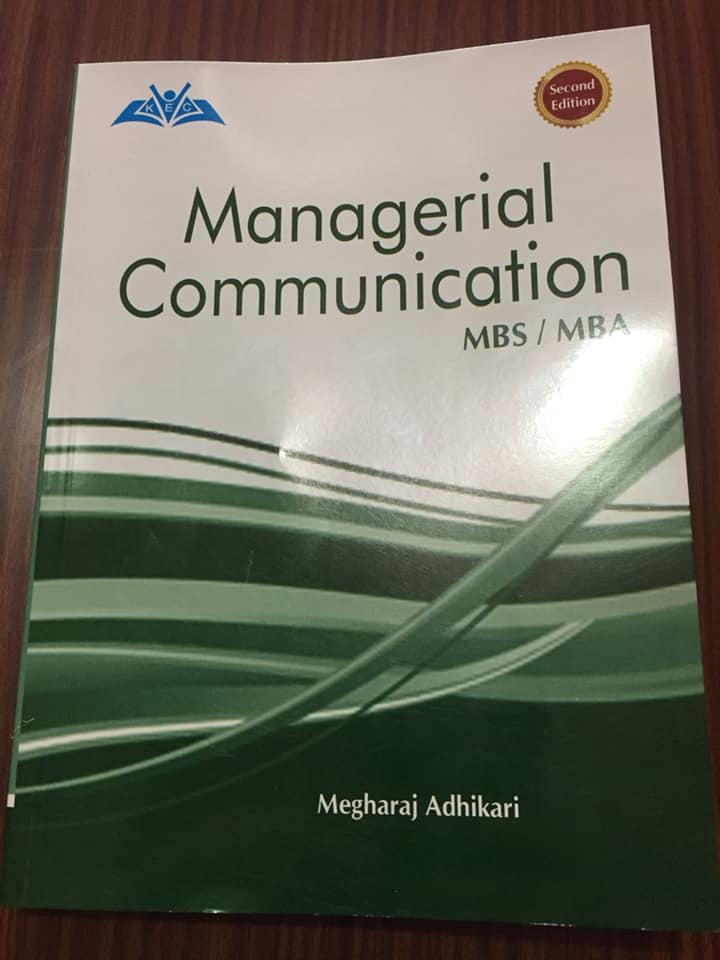 KEC
Second
Edition
Managerial
Communication
MBS / MBA
Megharaj Adhikari